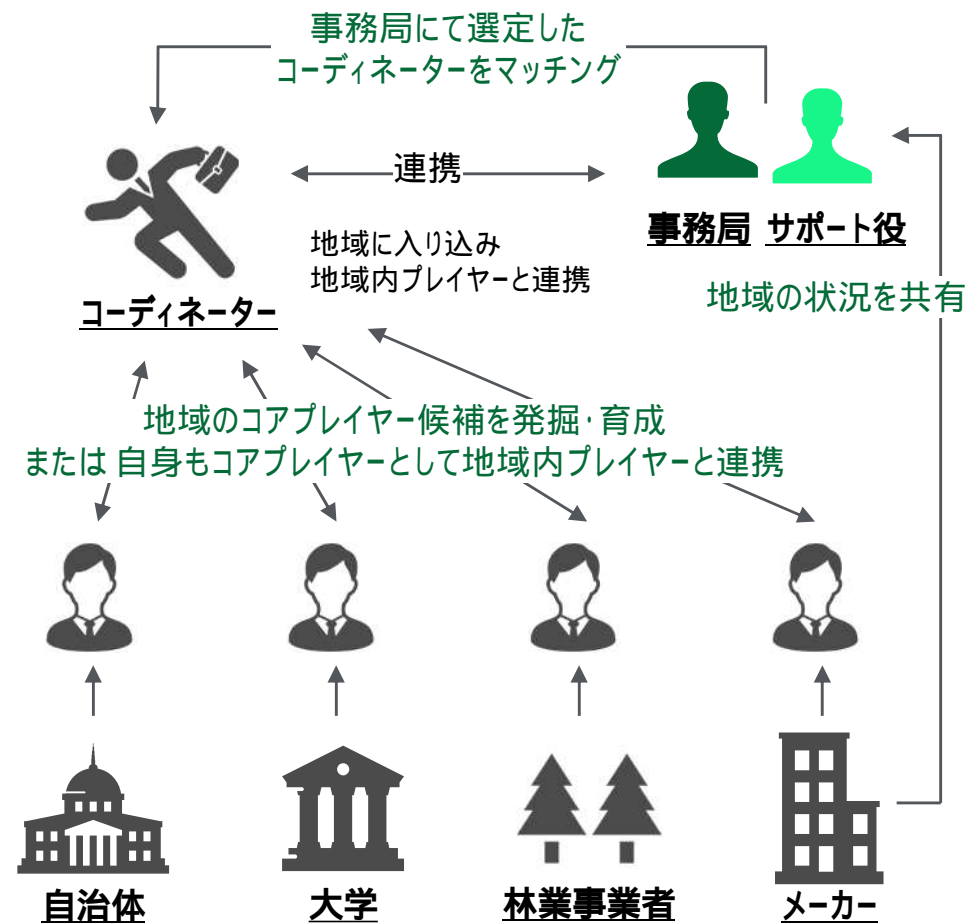 事務局にて選定した
コーディネーターをマッチング
連携
事務局 サポート役
地域に入り込み
地域内プレイヤーと連携
コーディネーター
地域の状況を共有
地域のコアプレイヤー候補を発掘・育成
または 自身もコアプレイヤーとして地域内プレイヤーと連携
自治体
大学
林業事業者
メーカー